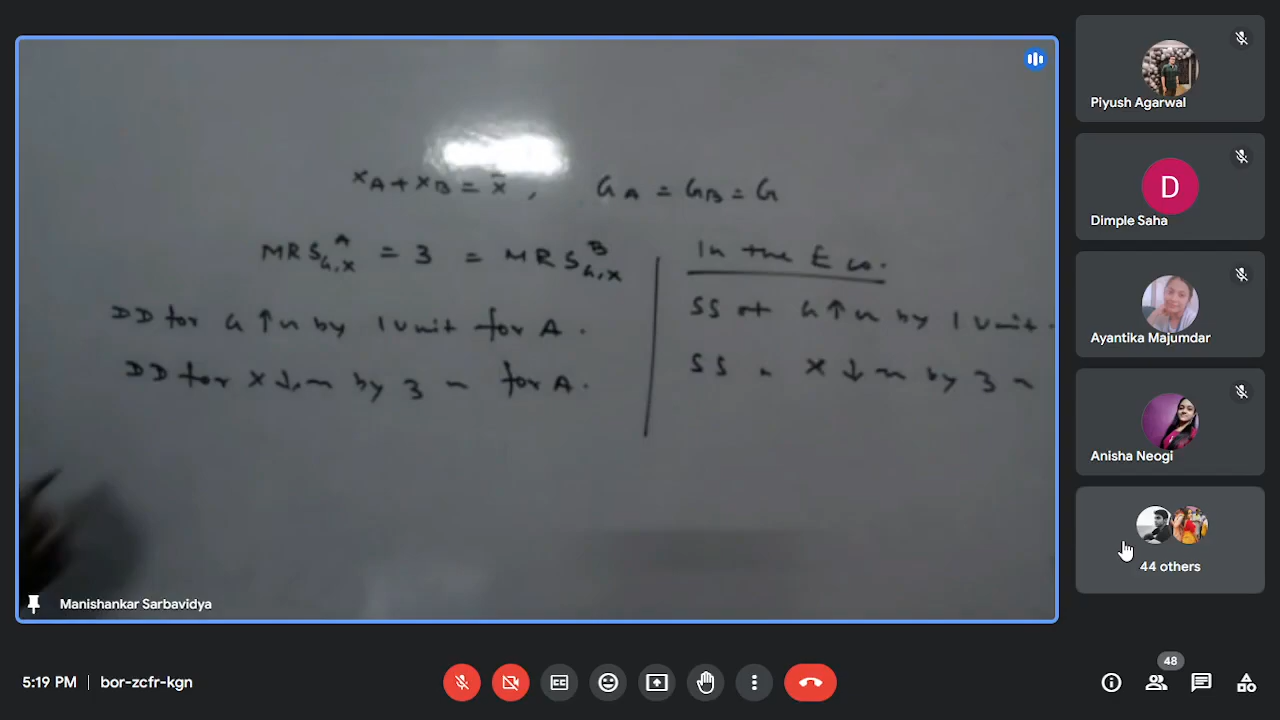 xA + xB = x̄ , GA = GB = G
MRS^A_G,x = 3 = MRS^B_G,x
DD for G ↑n by 1 unit for A.
DD for x ↓n by 3 " for A.
In the Eco.
SS of G ↑n by 1 unit.
SS " x ↓n by 3 "
Manishankar Sarbavidya
Piyush Agarwal
D
Dimple Saha
Ayantika Majumdar
Anisha Neogi
44 others
5:19 PM | bor-zcfr-kgn
48